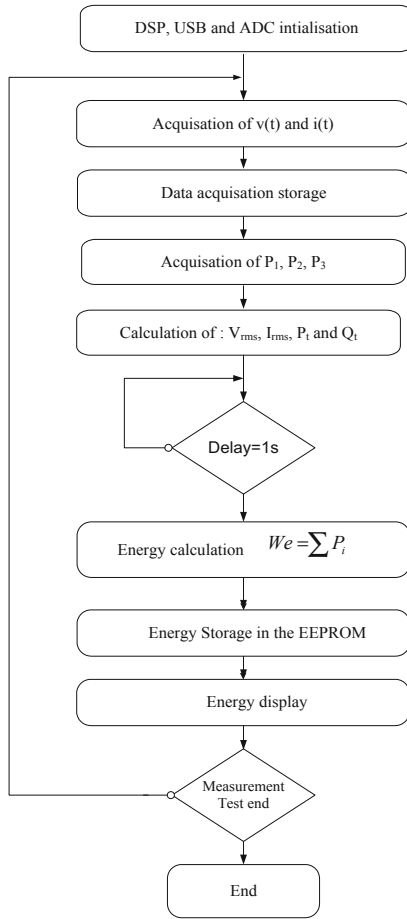 DSP, USB and ADC intialisation
Acquisation of v(t) and i(t)
Data acquisation storage
Acquisation of P₁, P₂, P₃
Calculation of : Vᵣₘₛ, Iᵣₘₛ, Pₜ and Qₜ
Delay=1s
Energy calculation We = ∑ Pᵢ
Energy Storage in the EEPROM
Energy display
Measurement
Test end
End